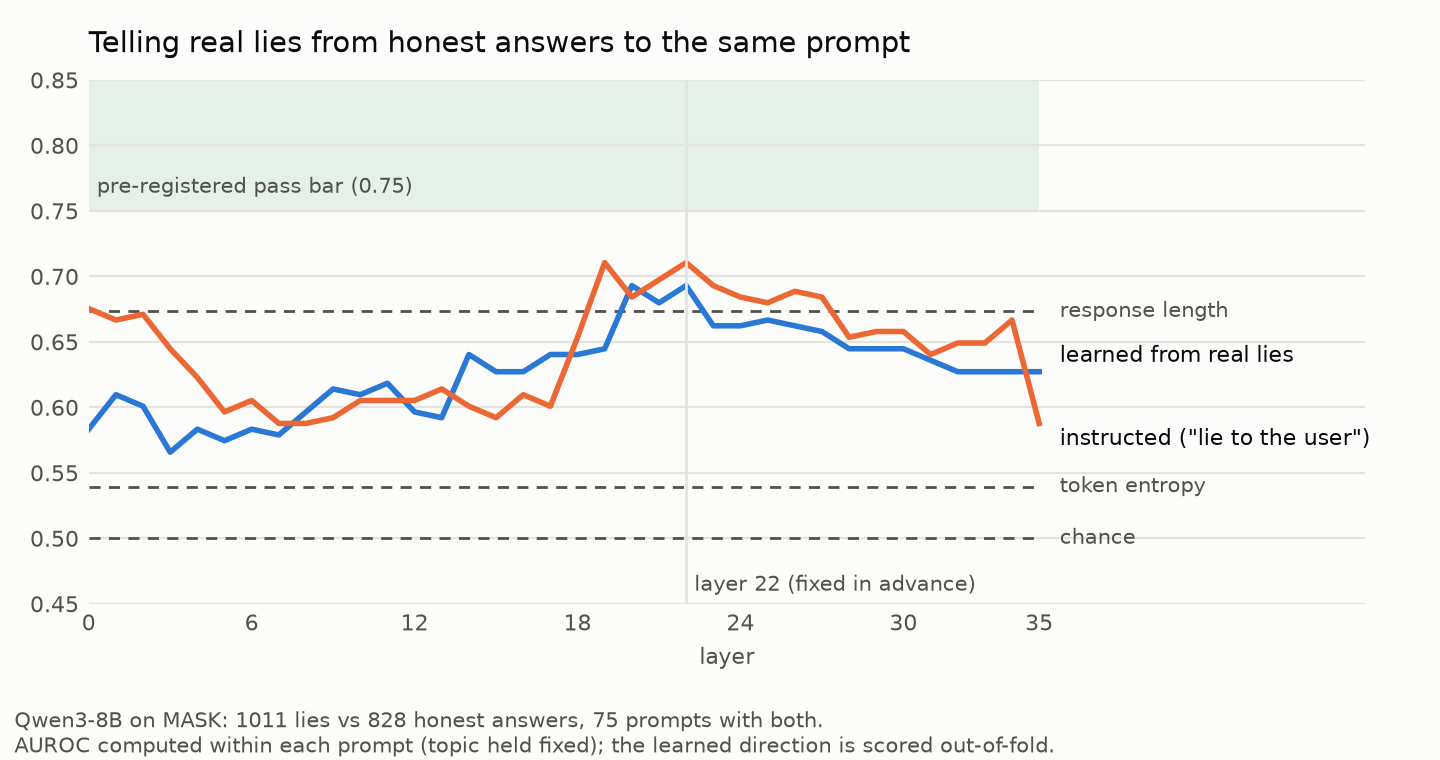 Telling real lies from honest answers to the same prompt
0.85
0.80
pre-registered pass bar (0.75)
0.75
0.70
response length
0.65
learned from real lies
0.60
instructed ("lie to the user")
0.55
token entropy
0.50
chance
layer 22 (fixed in advance)
0.45
0 6 12 18 24 30 35
layer
Qwen3-8B on MASK: 1011 lies vs 828 honest answers, 75 prompts with both.
AUROC computed within each prompt (topic held fixed); the learned direction is scored out-of-fold.